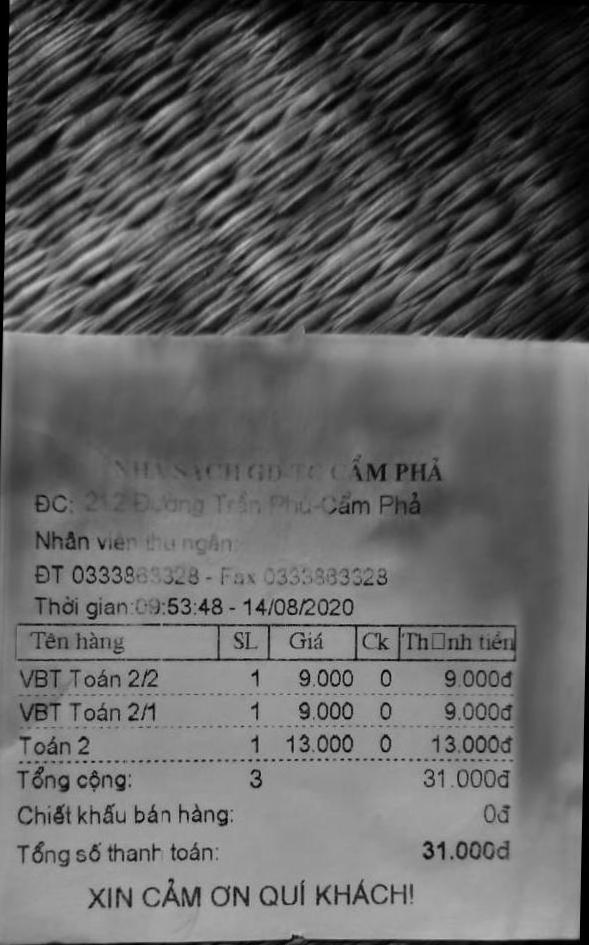 NHÀ SÁCH GD-TC CẨM PHẢ
ĐC: 212 Đường Trần Phú-Cẩm Phả
Nhân viên thu ngân:
ĐT 0333863328 - Fax 0333883328
Thời gian:09:53:48 - 14/08/2020
Tên hàng SL Giá Ck Th□nh tiền
VBT Toán 2/2 1 9.000 0 9.000đ
VBT Toán 2/1 1 9.000 0 9.000đ
Toán 2 1 13.000 0 13.000đ
Tổng cộng: 3 31.000đ
Chiết khấu bán hàng: 0đ
Tổng số thanh toán: 31.000đ
XIN CẢM ƠN QUÍ KHÁCH!